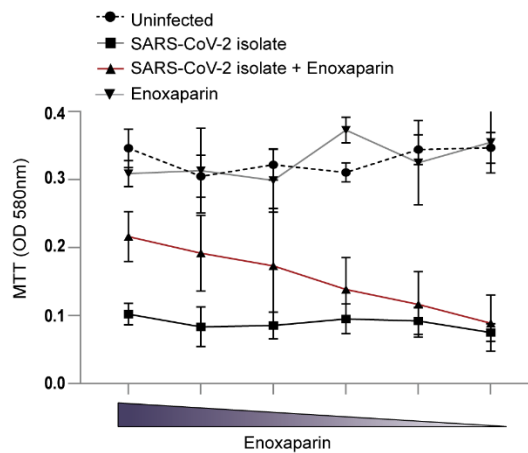 Uninfected
SARS-CoV-2 isolate
SARS-CoV-2 isolate + Enoxaparin
Enoxaparin
0.4
0.3
0.2
0.1
0.0
MTT (OD 580nm)
Enoxaparin